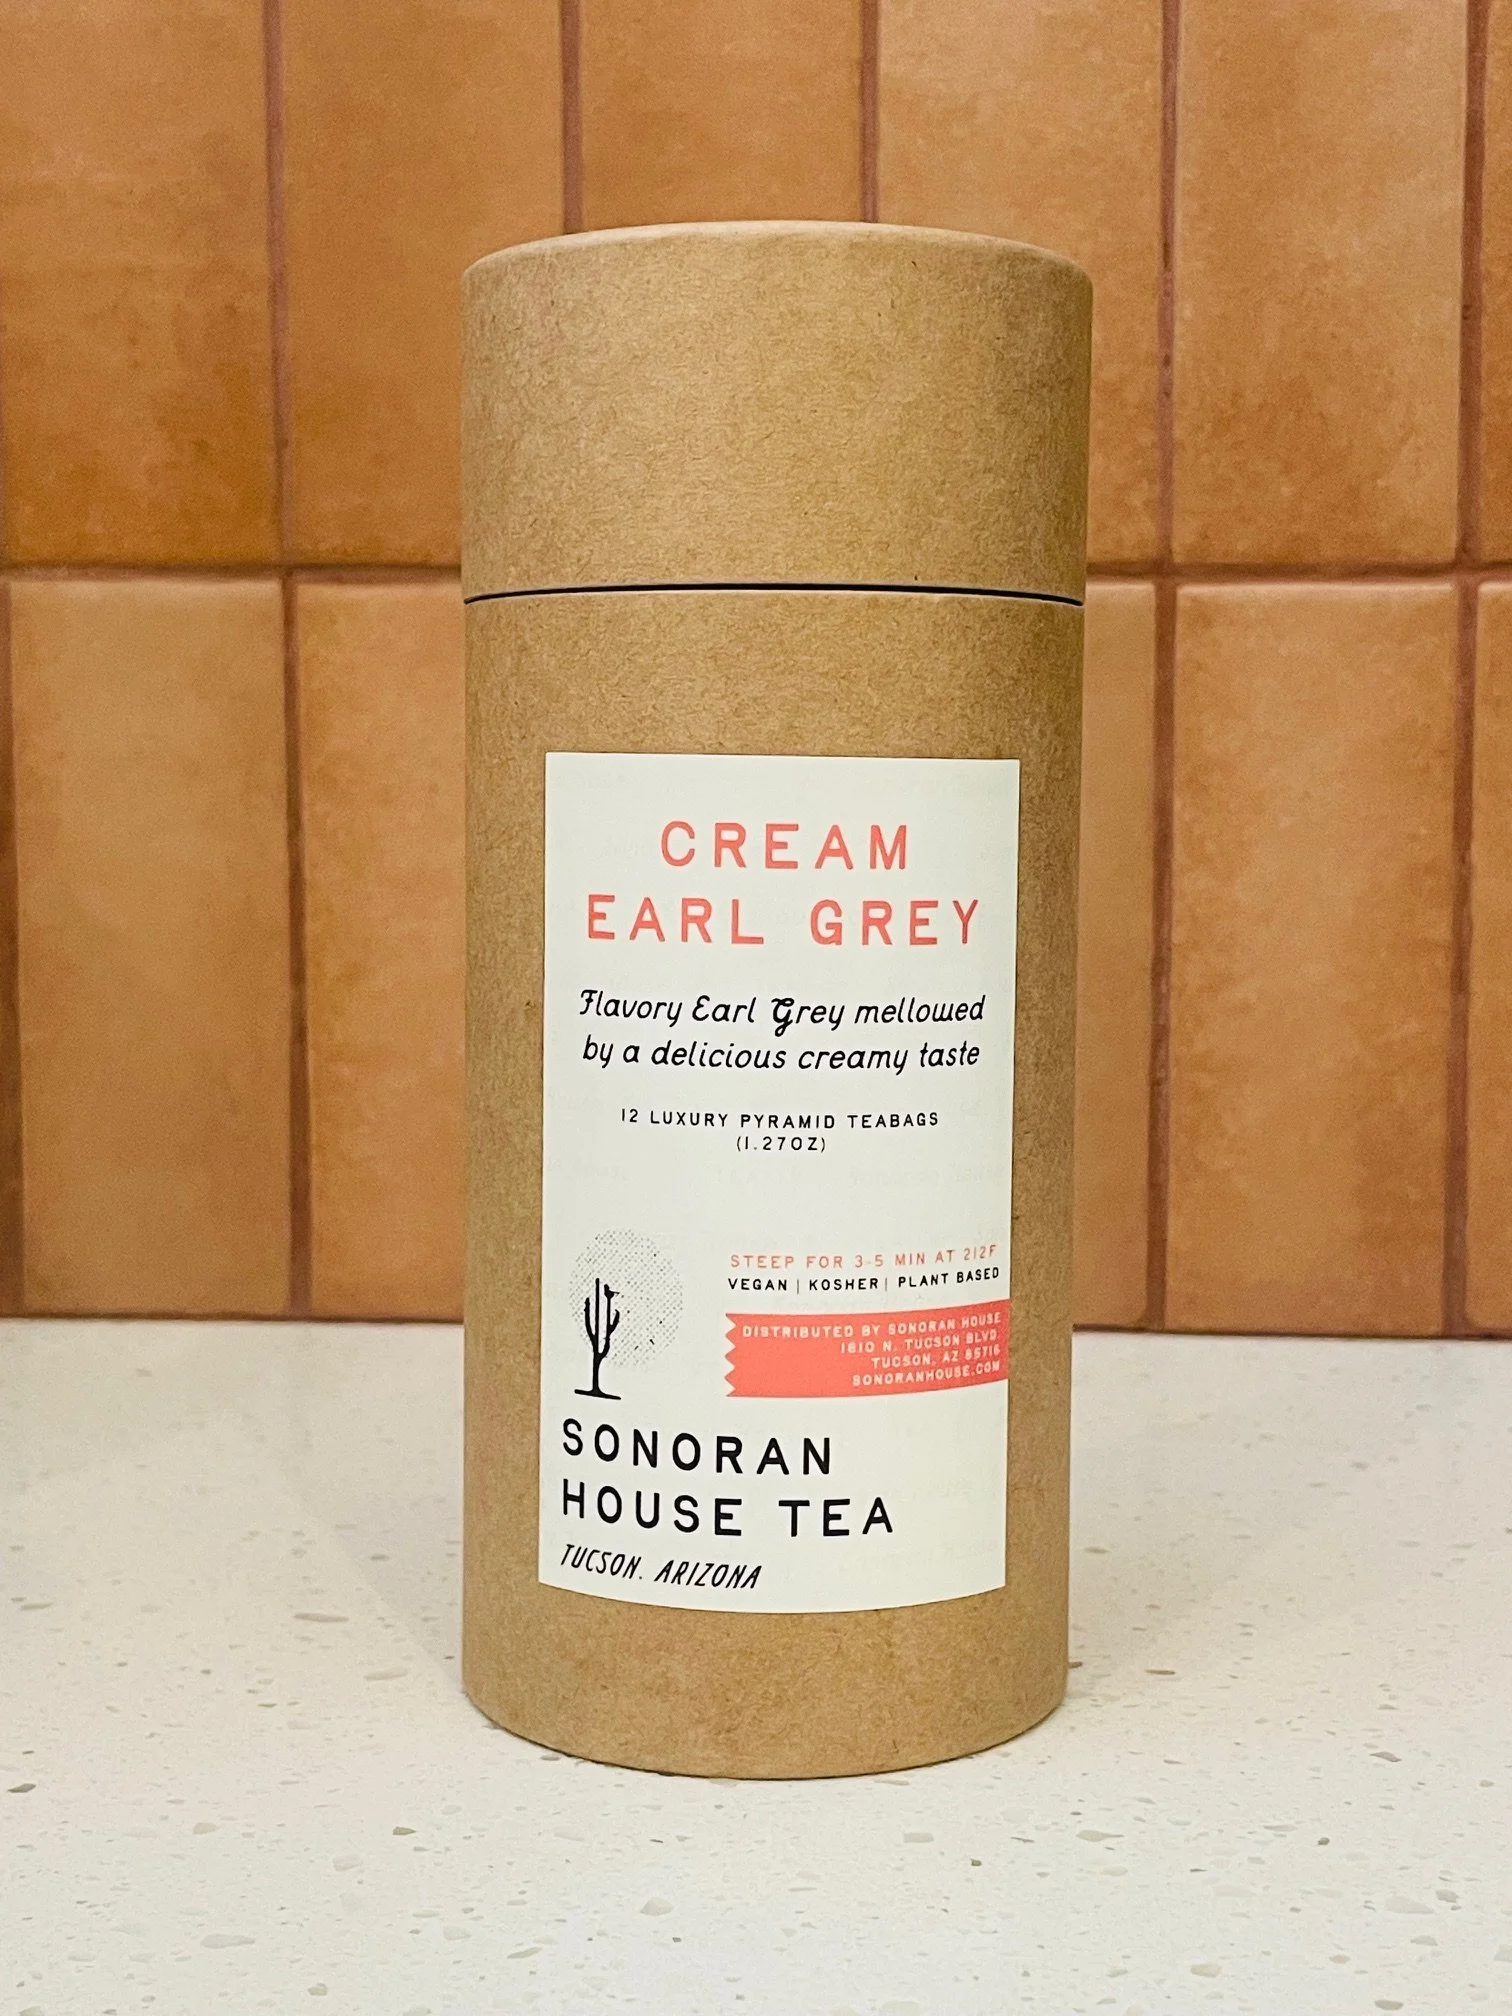 CREAM
EARL GREY
Flavory Earl Grey mellowed
by a delicious creamy taste
12 LUXURY PYRAMID TEABAGS
(1.27OZ)
STEEP FOR 3-5 MIN AT 212F
VEGAN | KOSHER | PLANT BASED
DISTRIBUTED BY SONORAN HOUSE
1610 N. TUCSON BLVD.
TUCSON, AZ 85716
SONORANHOUSE.COM
SONORAN
HOUSE TEA
TUCSON, ARIZONA